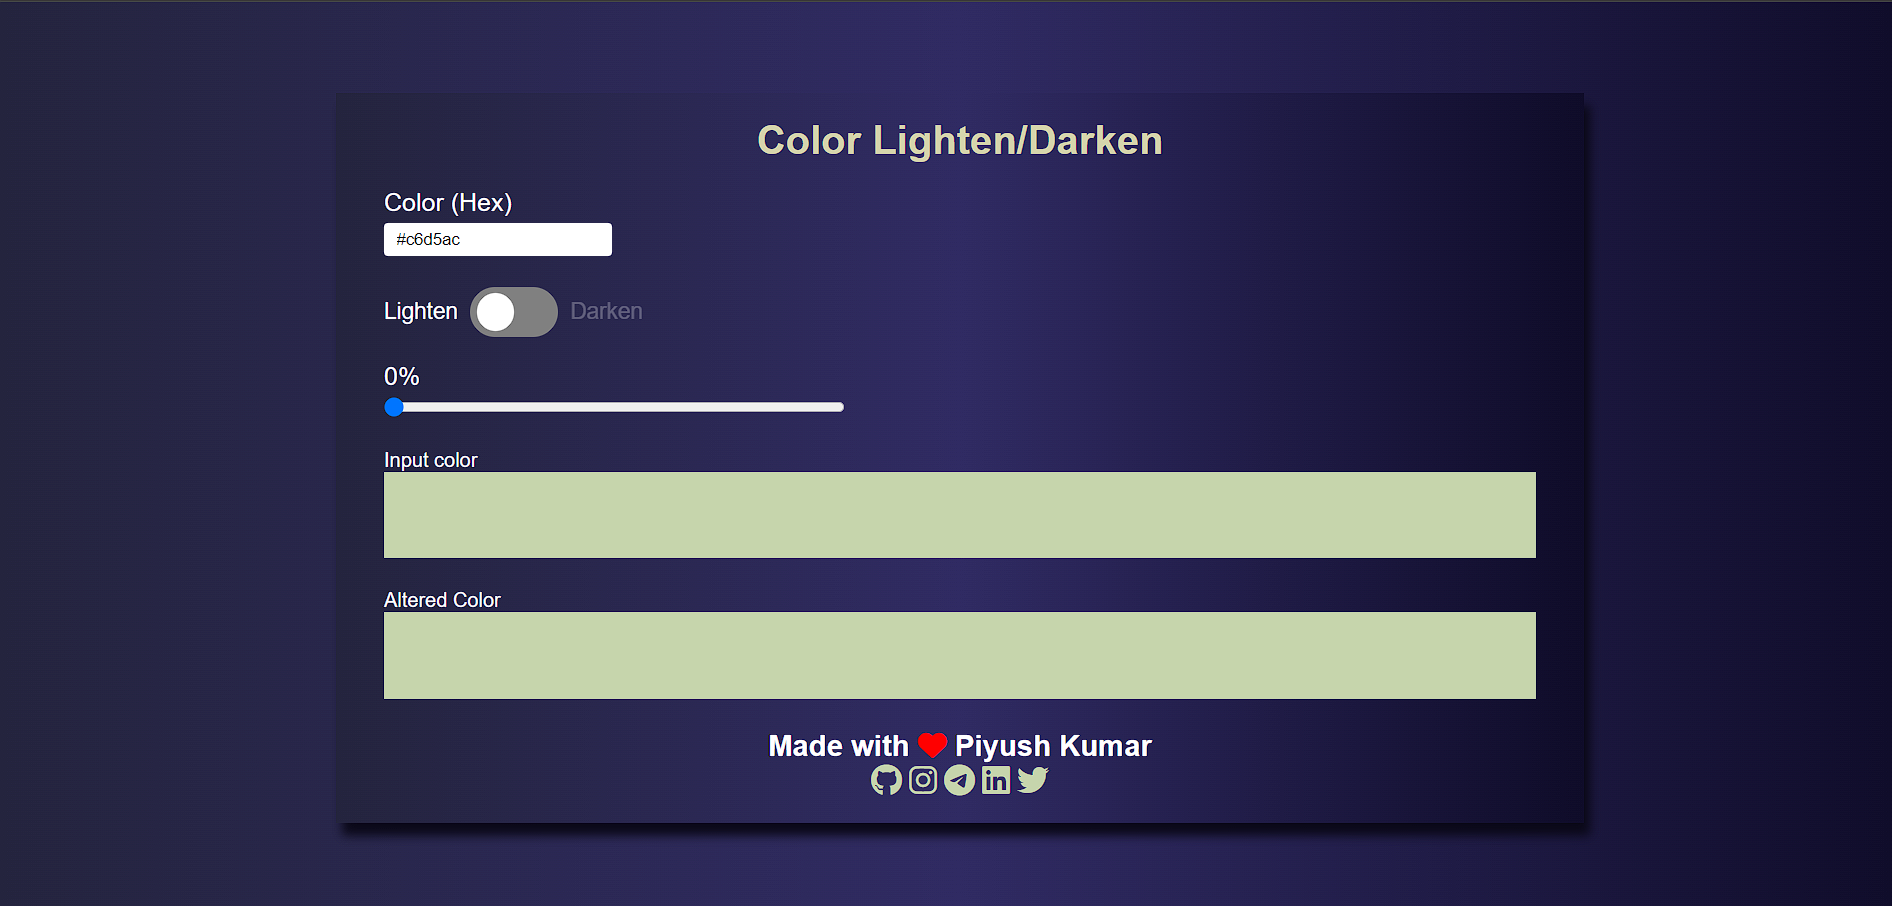 Color Lighten/Darken
Color (Hex)
#c6d5ac
Lighten Darken
0%
Input color
Altered Color
Made with Piyush Kumar